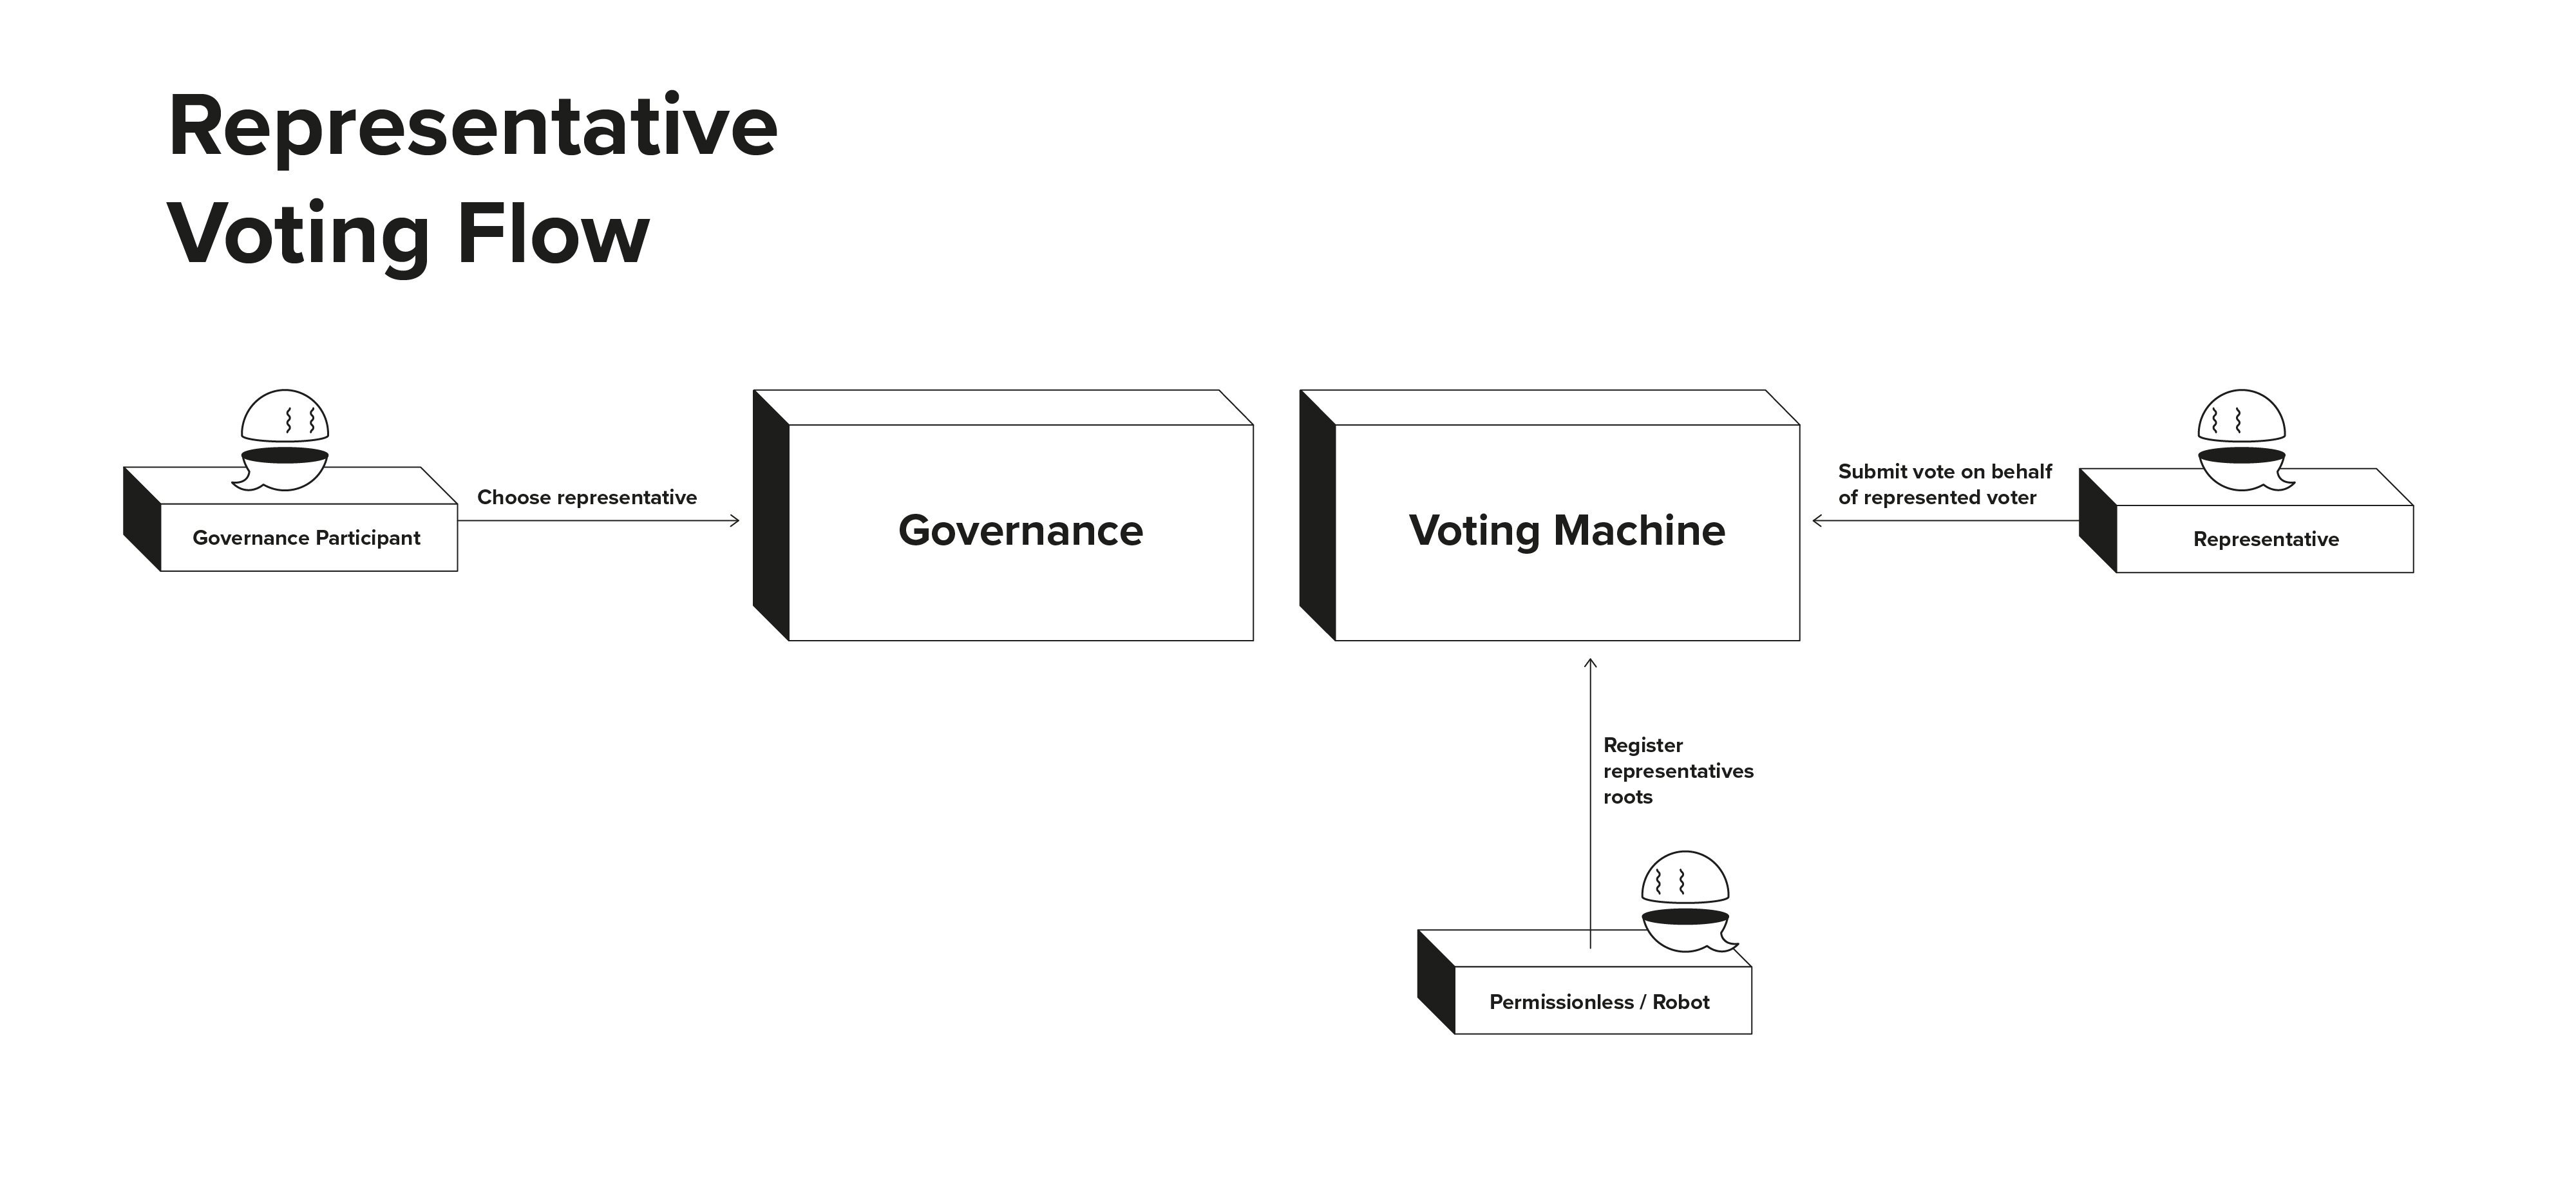 Representative
Voting Flow
Governance Participant
Choose representative
Governance
Voting Machine
Submit vote on behalf
of represented voter
Representative
Register
representatives
roots
Permissionless / Robot